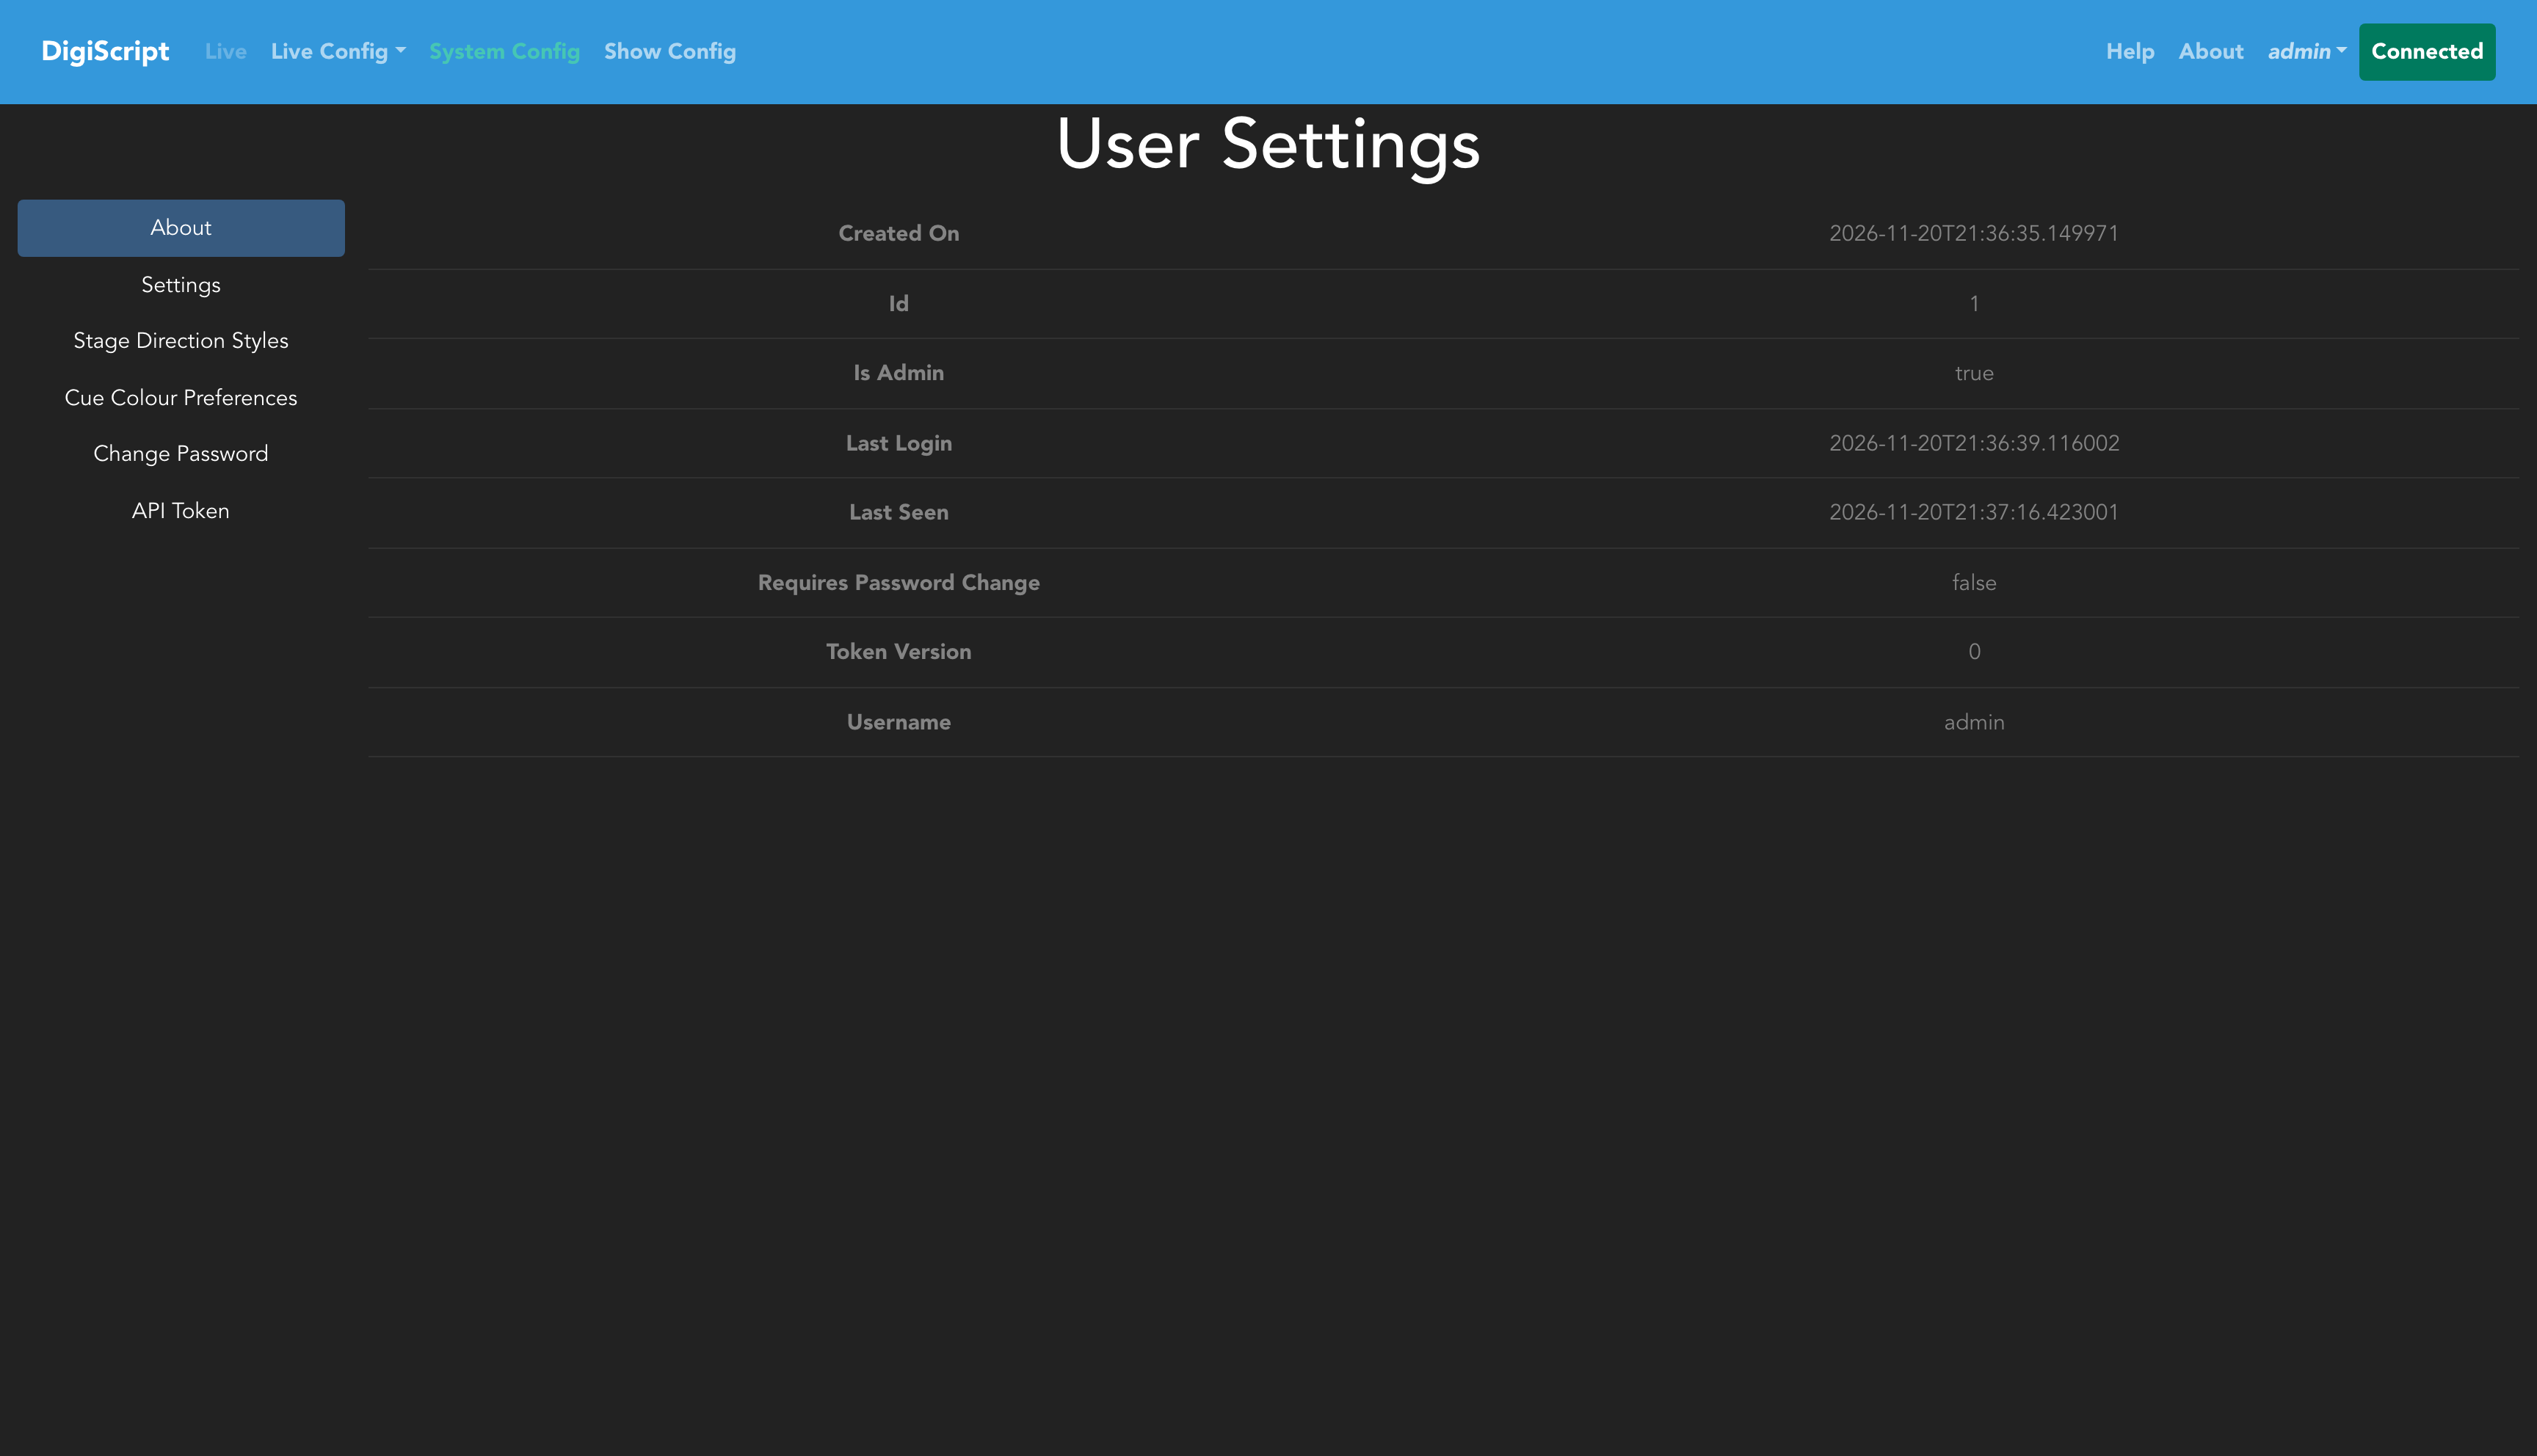 DigiScript Live Live Config System Config Show Config Help About admin Connected
User Settings
About
Settings
Stage Direction Styles
Cue Colour Preferences
Change Password
API Token
Created On 2026-11-20T21:36:35.149971
Id 1
Is Admin true
Last Login 2026-11-20T21:36:39.116002
Last Seen 2026-11-20T21:37:16.423001
Requires Password Change false
Token Version 0
Username admin